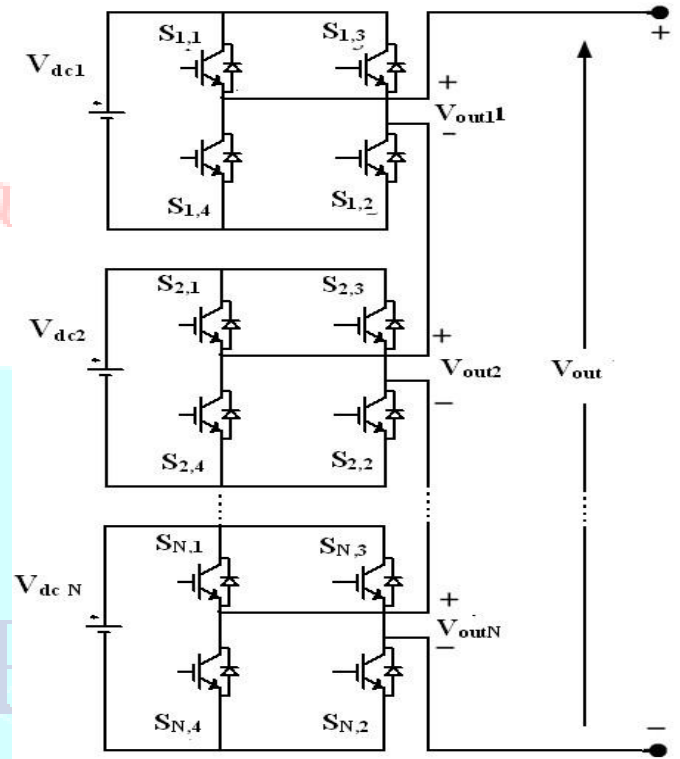 S1,1
S1,3
+
Vdc1
+
+
Vout11
−
S1,4
S1,2
S2,1
S2,3
Vdc2
+
+
Vout2
Vout
−
S2,4
S2,2
SN,1
SN,3
Vdc N
+
+
VoutN
−
SN,4
SN,2
−